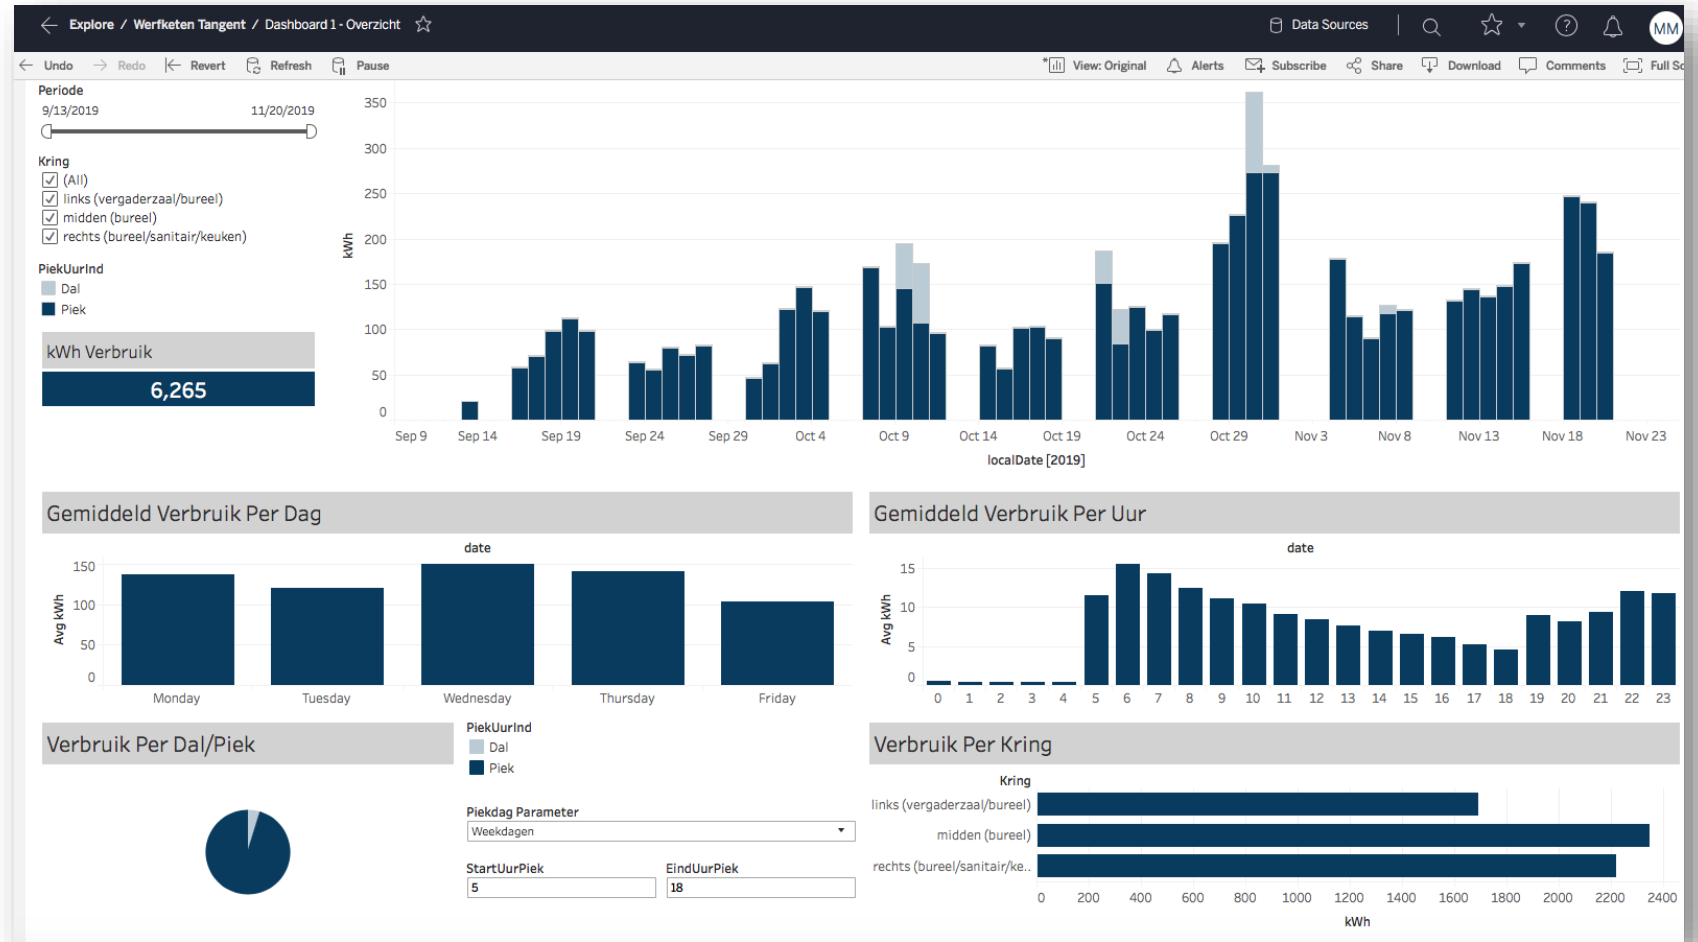 Explore / Werfketen Tangent / Dashboard 1 - Overzicht
Data Sources
MM
Undo Redo Revert Refresh Pause
View: Original Alerts Subscribe Share Download Comments Full Sc
Periode
9/13/2019 11/20/2019
Kring
(All)
links (vergaderzaal/bureel)
midden (bureel)
rechts (bureel/sanitair/keuken)
PiekUurInd
Dal
Piek
kWh Verbruik
6,265
kWh
350
300
250
200
150
100
50
0
Sep 9 Sep 14 Sep 19 Sep 24 Sep 29 Oct 4 Oct 9 Oct 14 Oct 19 Oct 24 Oct 29 Nov 3 Nov 8 Nov 13 Nov 18 Nov 23
localDate [2019]
Gemiddeld Verbruik Per Dag
date
Avg kWh
150
100
50
0
Monday Tuesday Wednesday Thursday Friday
Gemiddeld Verbruik Per Uur
date
Avg kWh
15
10
5
0
0 1 2 3 4 5 6 7 8 9 10 11 12 13 14 15 16 17 18 19 20 21 22 23
Verbruik Per Dal/Piek
PiekUurInd
Dal
Piek
Piekdag Parameter
Weekdagen
StartUurPiek EindUurPiek
5 18
Verbruik Per Kring
Kring
links (vergaderzaal/bureel)
midden (bureel)
rechts (bureel/sanitair/ke..
0 200 400 600 800 1000 1200 1400 1600 1800 2000 2200 2400
kWh